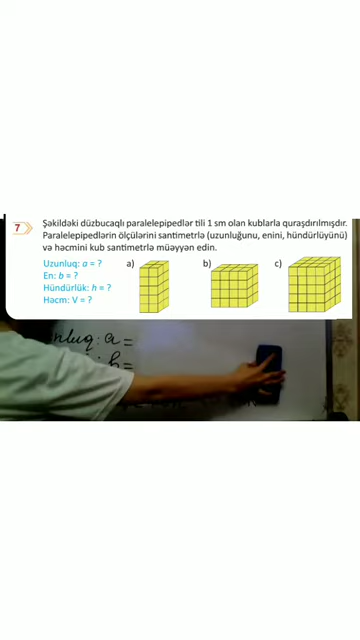 7 Şəkildəki düzbucaqlı paralelepipedlər tili 1 sm olan kublarla quraşdırılmışdır.
Paralelepipedlərin ölçülərini santimetrlə (uzunluğunu, enini, hündürlüyünü)
və həcmini kub santimetrlə müəyyən edin.
Uzunluq: a = ? a) b) c)
En: b = ?
Hündürlük: h = ?
Həcm: V = ?
nluq: a =
b =